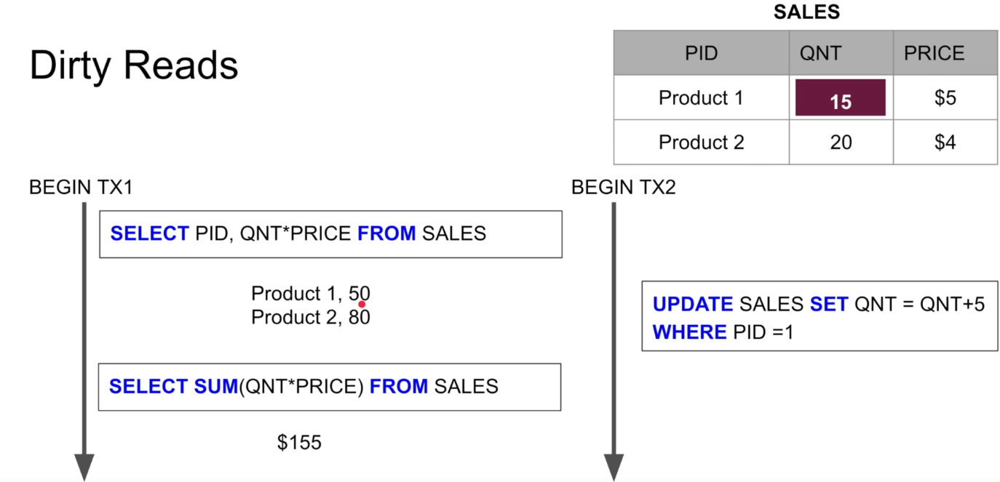 SALES
PID QNT PRICE
Product 1 15 $5
Product 2 20 $4
Dirty Reads
BEGIN TX1
BEGIN TX2
SELECT PID, QNT*PRICE FROM SALES
Product 1, 50
Product 2, 80
UPDATE SALES SET QNT = QNT+5
WHERE PID =1
SELECT SUM(QNT*PRICE) FROM SALES
$155